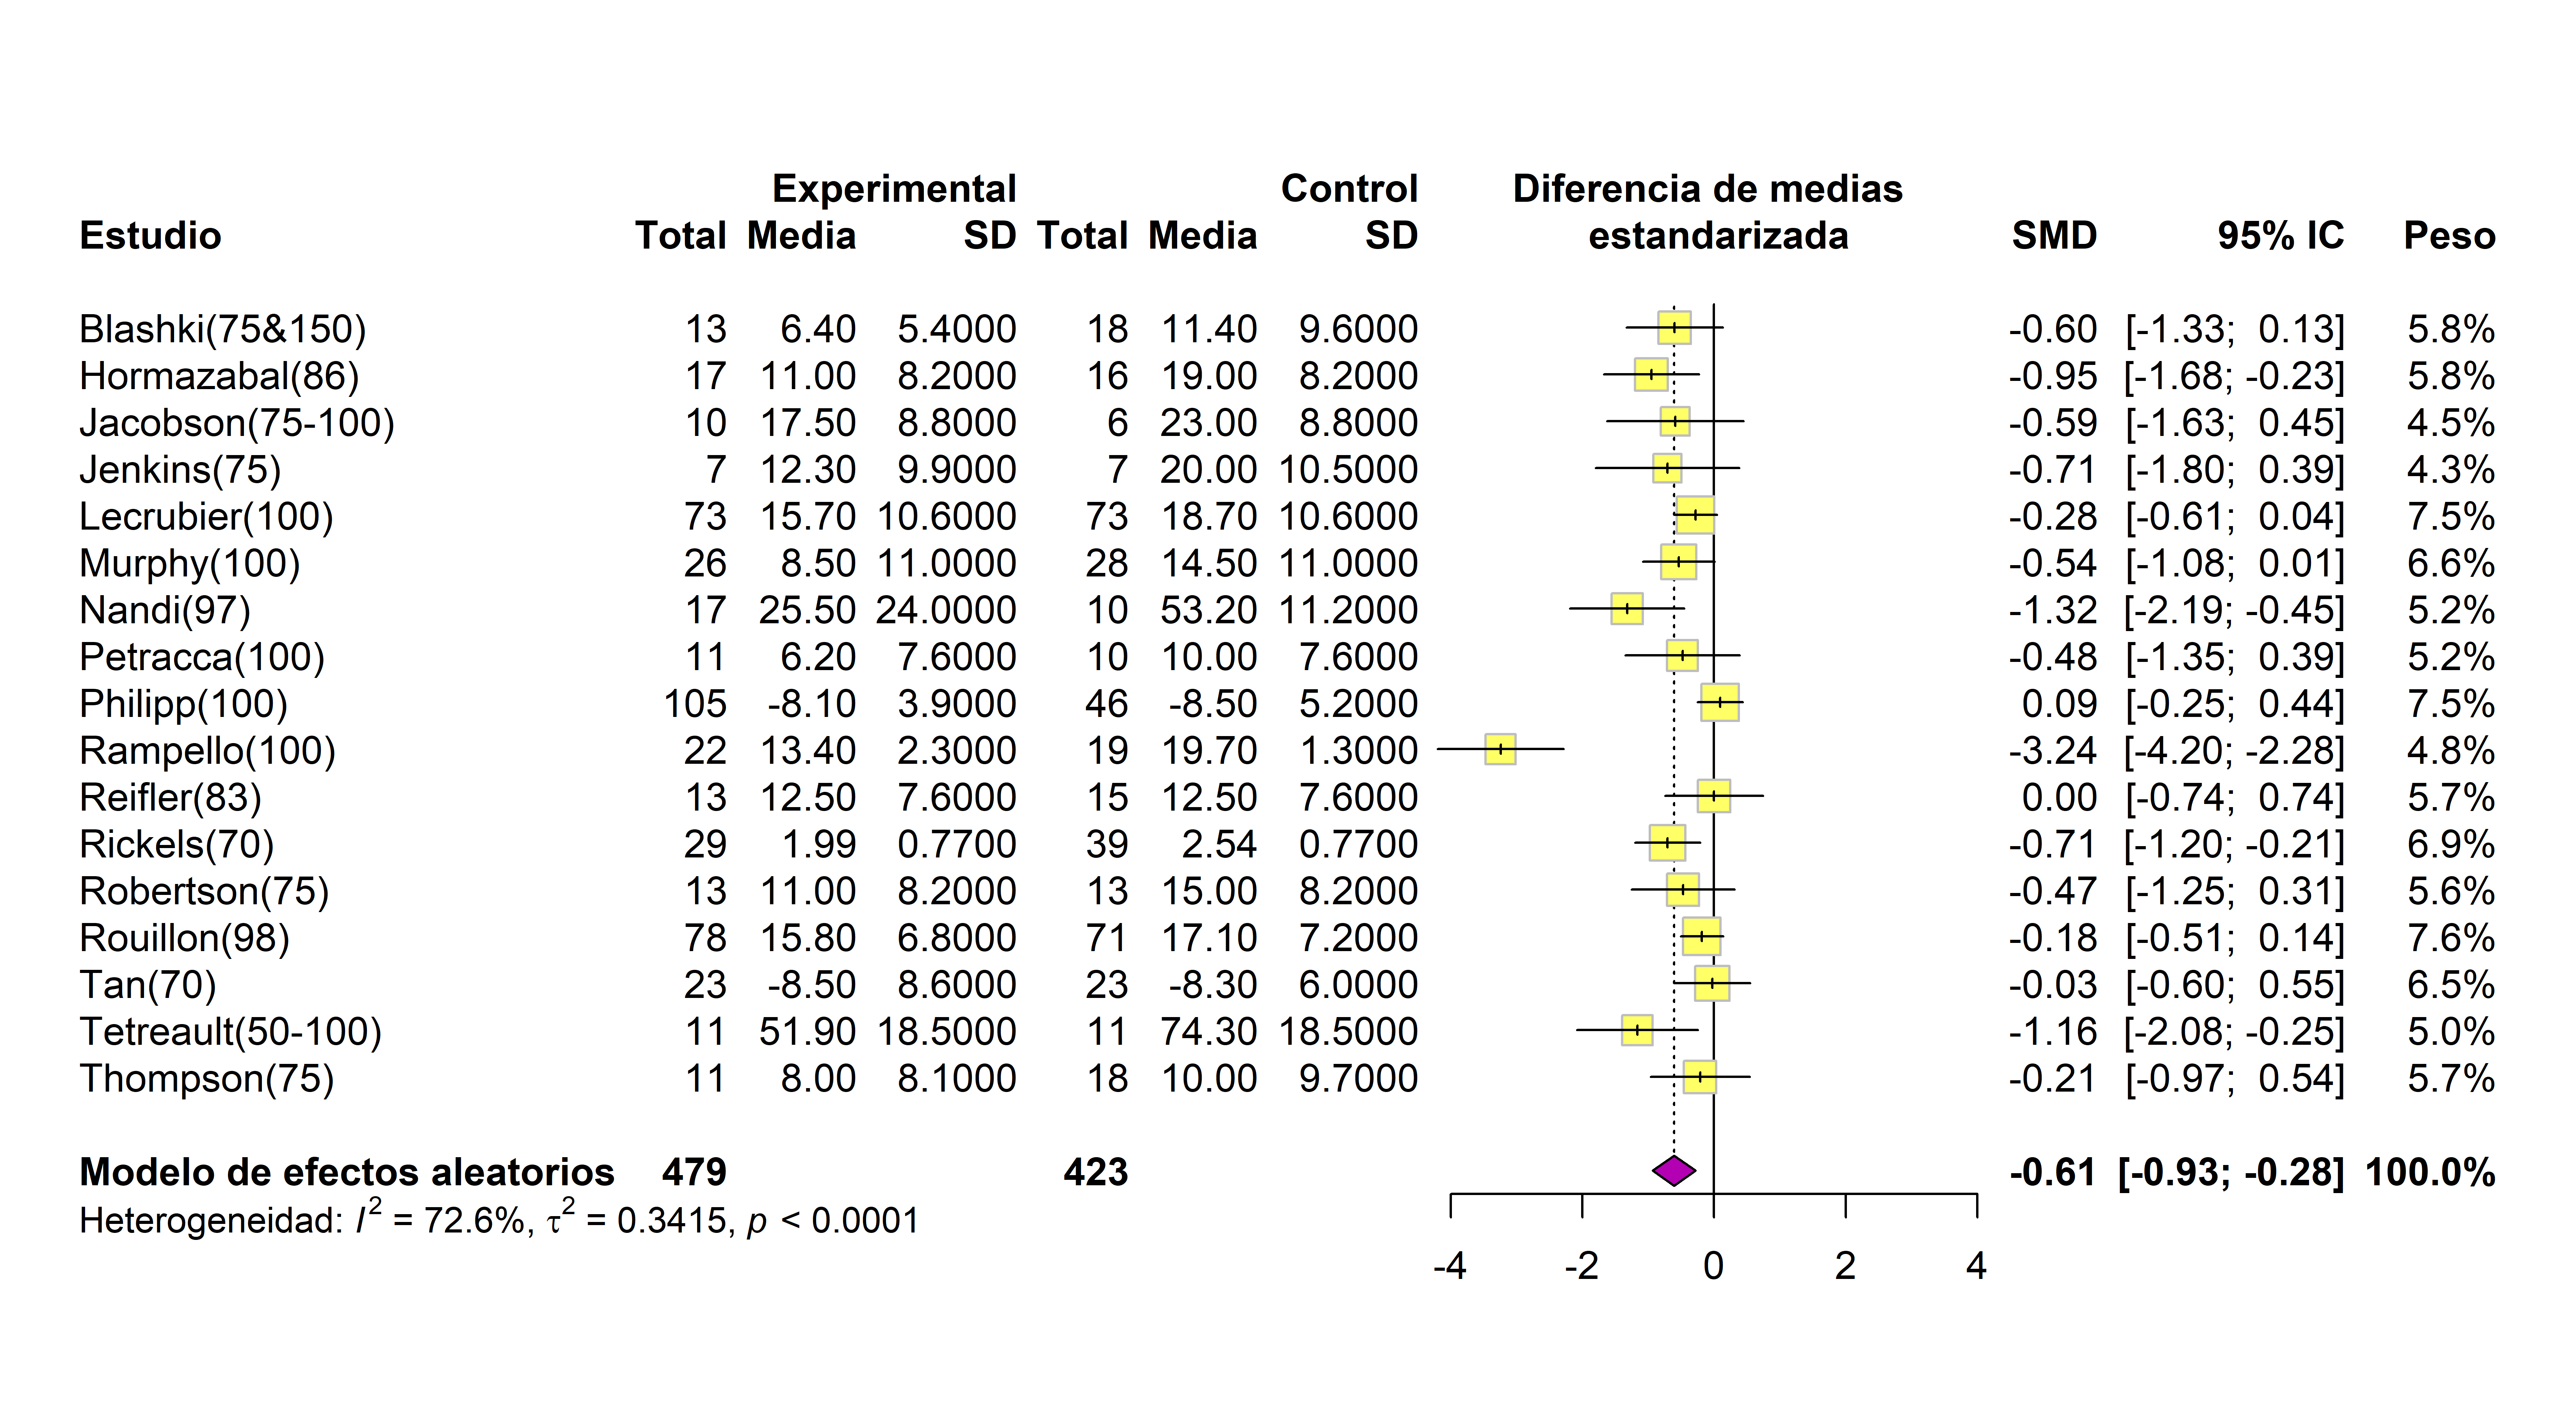 Experimental Control Diferencia de medias
Estudio Total Media SD Total Media SD estandarizada SMD 95% IC Peso
Blashki(75&150) 13 6.40 5.4000 18 11.40 9.6000 -0.60 [-1.33; 0.13] 5.8%
Hormazabal(86) 17 11.00 8.2000 16 19.00 8.2000 -0.95 [-1.68; -0.23] 5.8%
Jacobson(75-100) 10 17.50 8.8000 6 23.00 8.8000 -0.59 [-1.63; 0.45] 4.5%
Jenkins(75) 7 12.30 9.9000 7 20.00 10.5000 -0.71 [-1.80; 0.39] 4.3%
Lecrubier(100) 73 15.70 10.6000 73 18.70 10.6000 -0.28 [-0.61; 0.04] 7.5%
Murphy(100) 26 8.50 11.0000 28 14.50 11.0000 -0.54 [-1.08; 0.01] 6.6%
Nandi(97) 17 25.50 24.0000 10 53.20 11.2000 -1.32 [-2.19; -0.45] 5.2%
Petracca(100) 11 6.20 7.6000 10 10.00 7.6000 -0.48 [-1.35; 0.39] 5.2%
Philipp(100) 105 -8.10 3.9000 46 -8.50 5.2000 0.09 [-0.25; 0.44] 7.5%
Rampello(100) 22 13.40 2.3000 19 19.70 1.3000 -3.24 [-4.20; -2.28] 4.8%
Reifler(83) 13 12.50 7.6000 15 12.50 7.6000 0.00 [-0.74; 0.74] 5.7%
Rickels(70) 29 1.99 0.7700 39 2.54 0.7700 -0.71 [-1.20; -0.21] 6.9%
Robertson(75) 13 11.00 8.2000 13 15.00 8.2000 -0.47 [-1.25; 0.31] 5.6%
Rouillon(98) 78 15.80 6.8000 71 17.10 7.2000 -0.18 [-0.51; 0.14] 7.6%
Tan(70) 23 -8.50 8.6000 23 -8.30 6.0000 -0.03 [-0.60; 0.55] 6.5%
Tetreault(50-100) 11 51.90 18.5000 11 74.30 18.5000 -1.16 [-2.08; -0.25] 5.0%
Thompson(75) 11 8.00 8.1000 18 10.00 9.7000 -0.21 [-0.97; 0.54] 5.7%
Modelo de efectos aleatorios 479 423 -0.61 [-0.93; -0.28] 100.0%
Heterogeneidad: I² = 72.6%, τ² = 0.3415, p < 0.0001
-4 -2 0 2 4